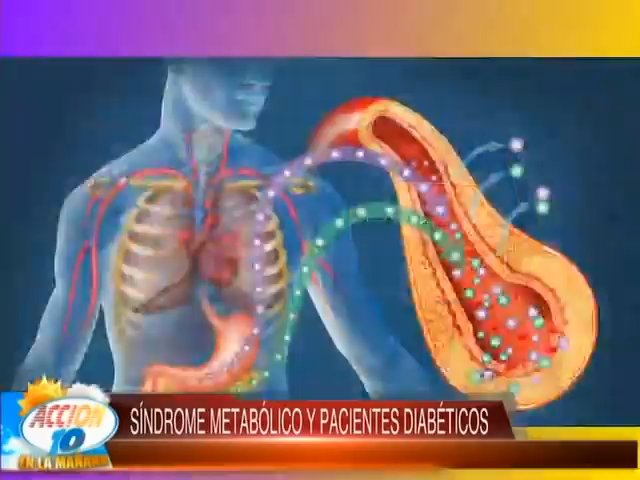 SÍNDROME METABÓLICO Y PACIENTES DIABÉTICOS
ACCION
10
EN LA MAÑANA